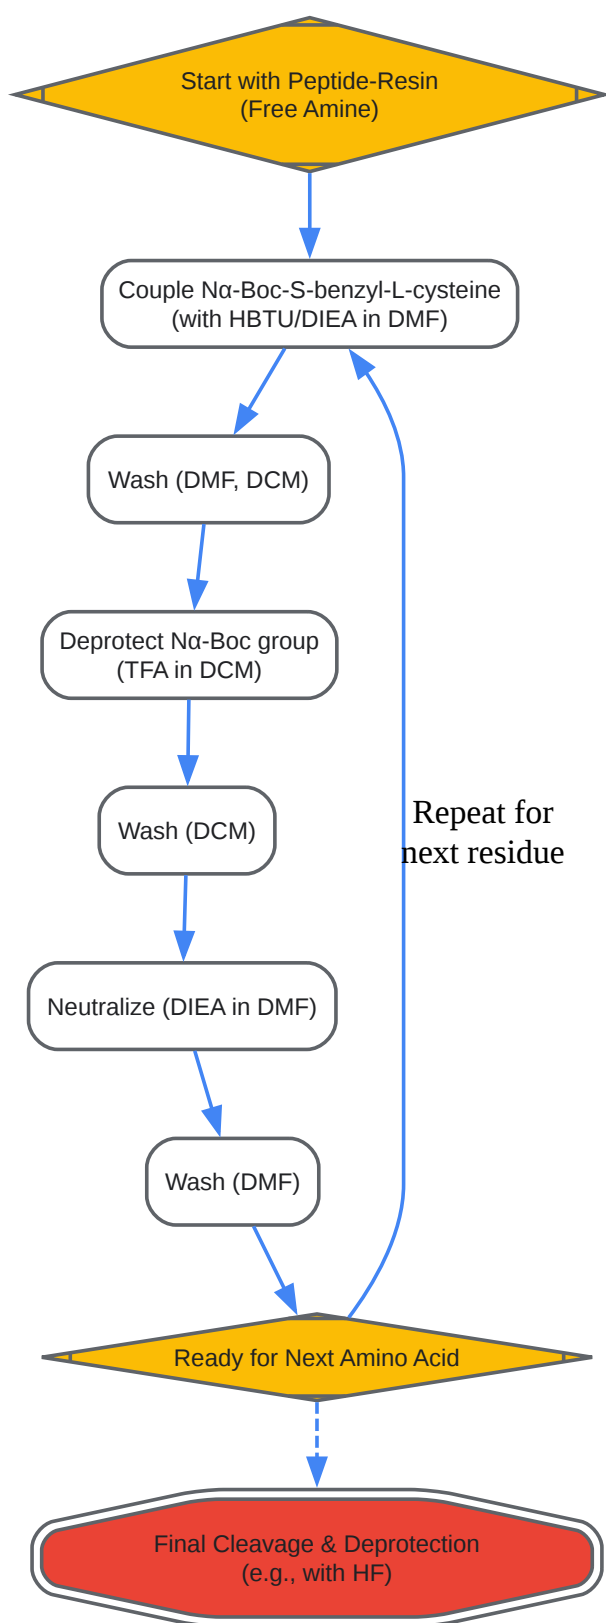 Start with Peptide-Resin
(Free Amine)
Couple Nα-Boc-S-benzyl-L-cysteine
(with HBTU/DIEA in DMF)
Wash (DMF, DCM)
Deprotect Nα-Boc group
(TFA in DCM)
Wash (DCM)
Repeat for
next residue
Neutralize (DIEA in DMF)
Wash (DMF)
Ready for Next Amino Acid
Final Cleavage & Deprotection
(e.g., with HF)